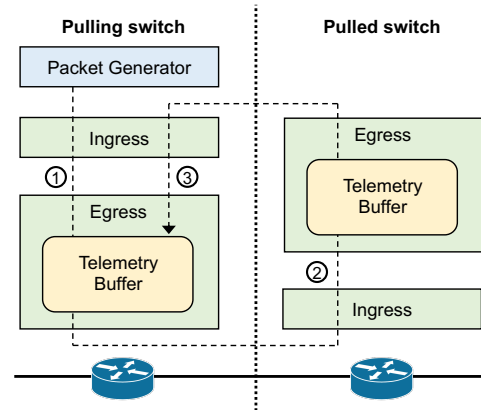 Pulling switch
Packet Generator
Ingress
1
3
Egress
Telemetry
Buffer
Pulled switch
Egress
Telemetry
Buffer
2
Ingress